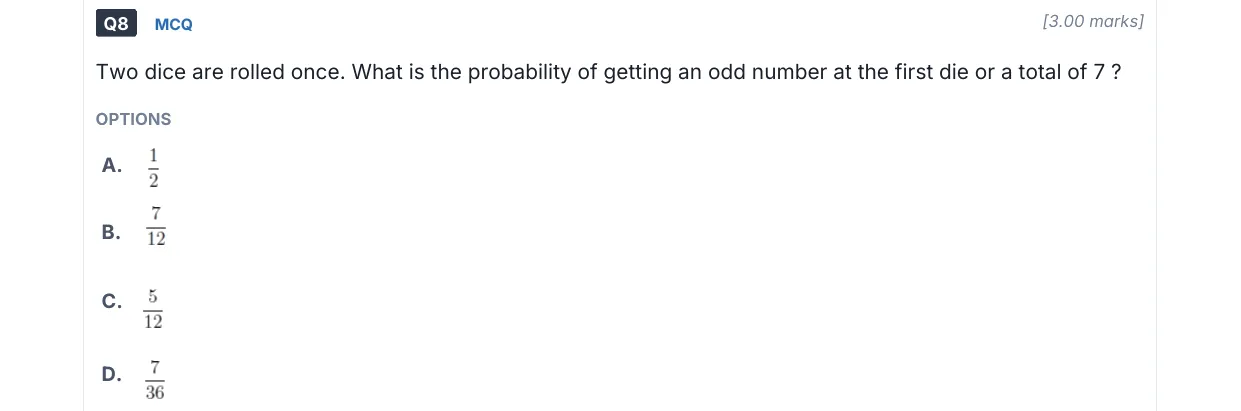 Q8 MCQ [3.00 marks]
Two dice are rolled once. What is the probability of getting an odd number at the first die or a total of 7 ?
OPTIONS
A. 1/2
B. 7/12
C. 5/12
D. 7/36